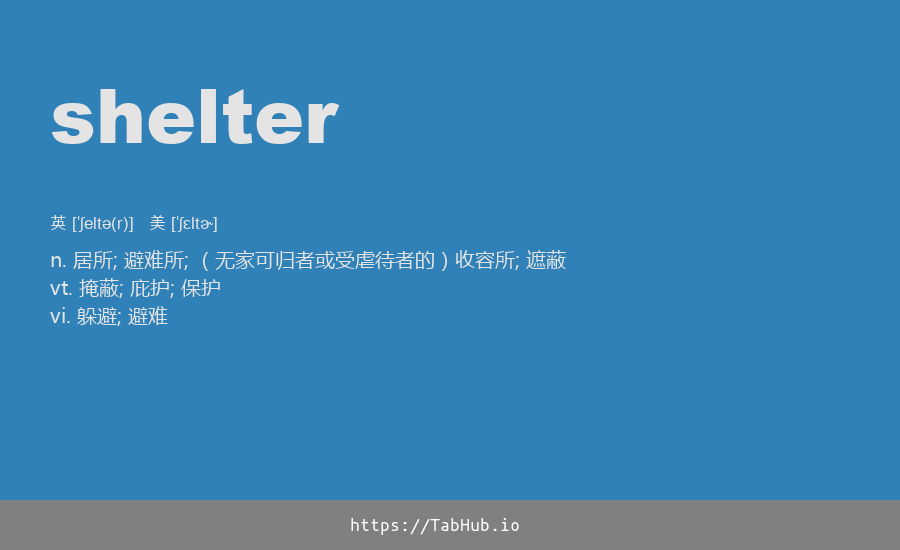 shelter
英 [ˈʃeltə(r)]   美 [ˈʃɛltɚ]
n. 居所; 避难所; （无家可归者或受虐待者的）收容所; 遮蔽
vt. 掩蔽; 庇护; 保护
vi. 躲避; 避难
https://TabHub.io